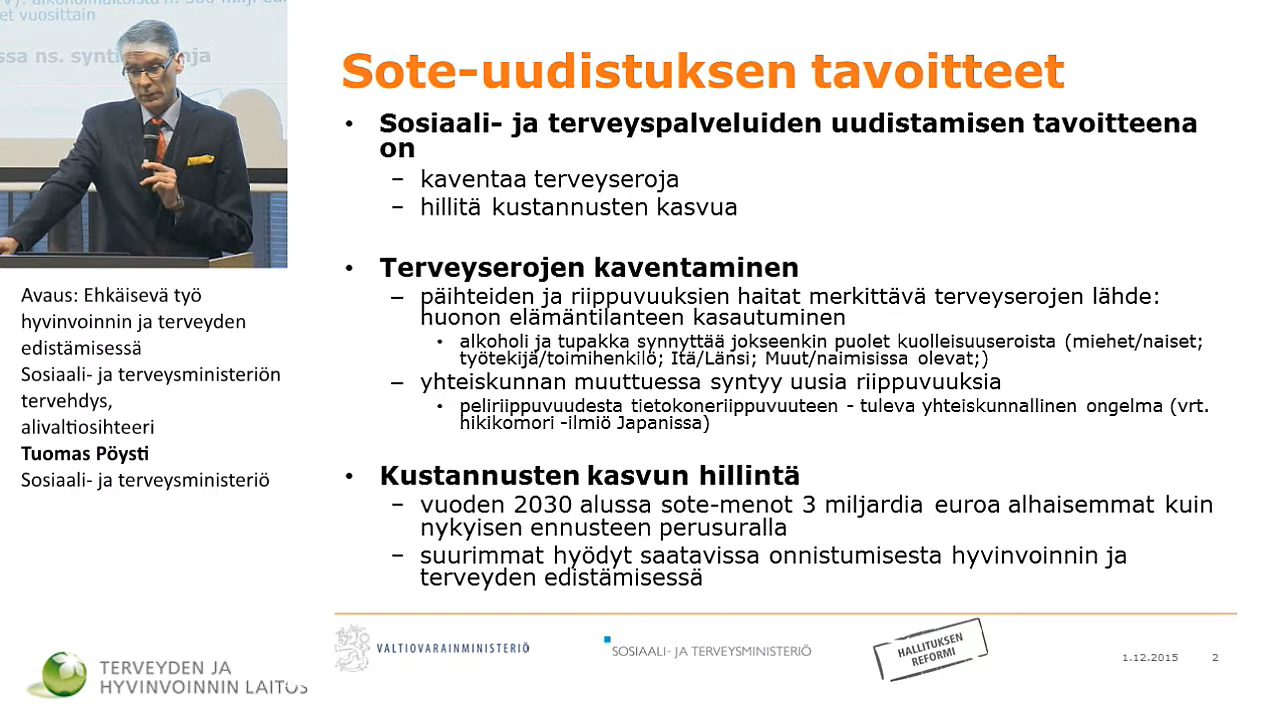 et vuosittain
Avaus: Ehkäisevä työ
hyvinvoinnin ja terveyden
edistämisessä
Sosiaali- ja terveysministeriön
tervehdys,
alivaltiosihteeri
Tuomas Pöysti
Sosiaali- ja terveysministeriö
TERVEYDEN JA
HYVINVOINNIN LAITOS
Sote-uudistuksen tavoitteet
• Sosiaali- ja terveyspalveluiden uudistamisen tavoitteena
on
– kaventaa terveyseroja
– hillitä kustannusten kasvua
• Terveyserojen kaventaminen
– päihteiden ja riippuvuuksien haitat merkittävä terveyserojen lähde:
huonon elämäntilanteen kasautuminen
• alkoholi ja tupakka synnyttää jokseenkin puolet kuolleisuuseroista (miehet/naiset;
työtekijä/toimihenkilö; Itä/Länsi; Muut/naimisissa olevat;)
– yhteiskunnan muuttuessa syntyy uusia riippuvuuksia
• peliriippuvuudesta tietokoneriippuvuuteen - tuleva yhteiskunnallinen ongelma (vrt.
hikikomori -ilmiö Japanissa)
• Kustannusten kasvun hillintä
– vuoden 2030 alussa sote-menot 3 miljardia euroa alhaisemmat kuin
nykyisen ennusteen perusuralla
– suurimmat hyödyt saatavissa onnistumisesta hyvinvoinnin ja
terveyden edistämisessä
VALTIOVARAINMINISTERIÖ
SOSIAALI- JA TERVEYSMINISTERIÖ
HALLITUKSEN
REFORMI
1.12.2015 2